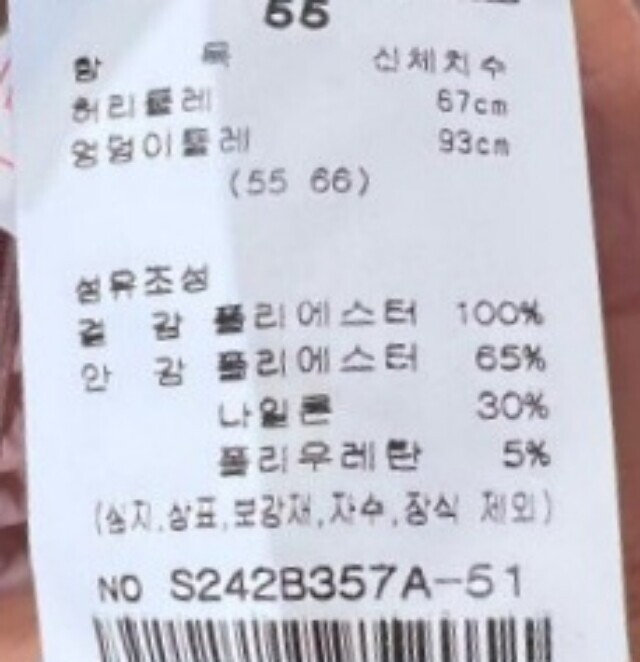 55
항 목 신체치수
허리둘레 67cm
엉덩이둘레 93cm
(55 66)
섬유조성
겉 감 폴리에스터 100%
안 감 폴리에스터 65%
나일론 30%
폴리우레탄 5%
(심지,상표,보강재,자수,장식 제외)
NO S242B357A-51